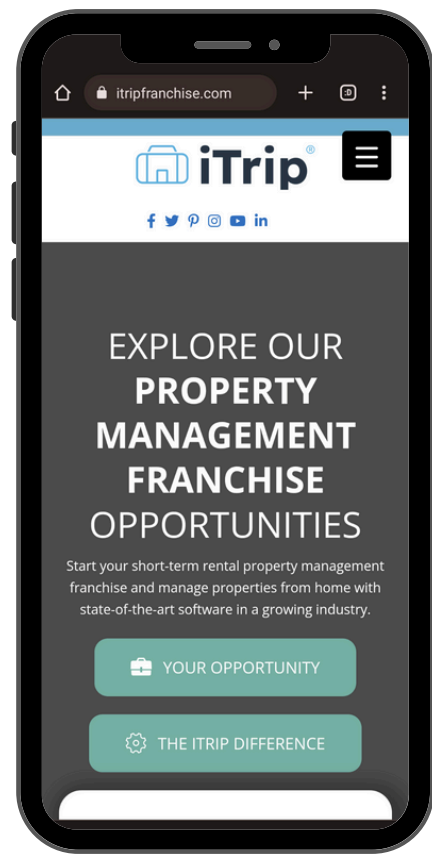 itripfranchise.com
:D
iTrip®
EXPLORE OUR
PROPERTY
MANAGEMENT
FRANCHISE
OPPORTUNITIES
Start your short-term rental property management
franchise and manage properties from home with
state-of-the-art software in a growing industry.
YOUR OPPORTUNITY
THE ITRIP DIFFERENCE